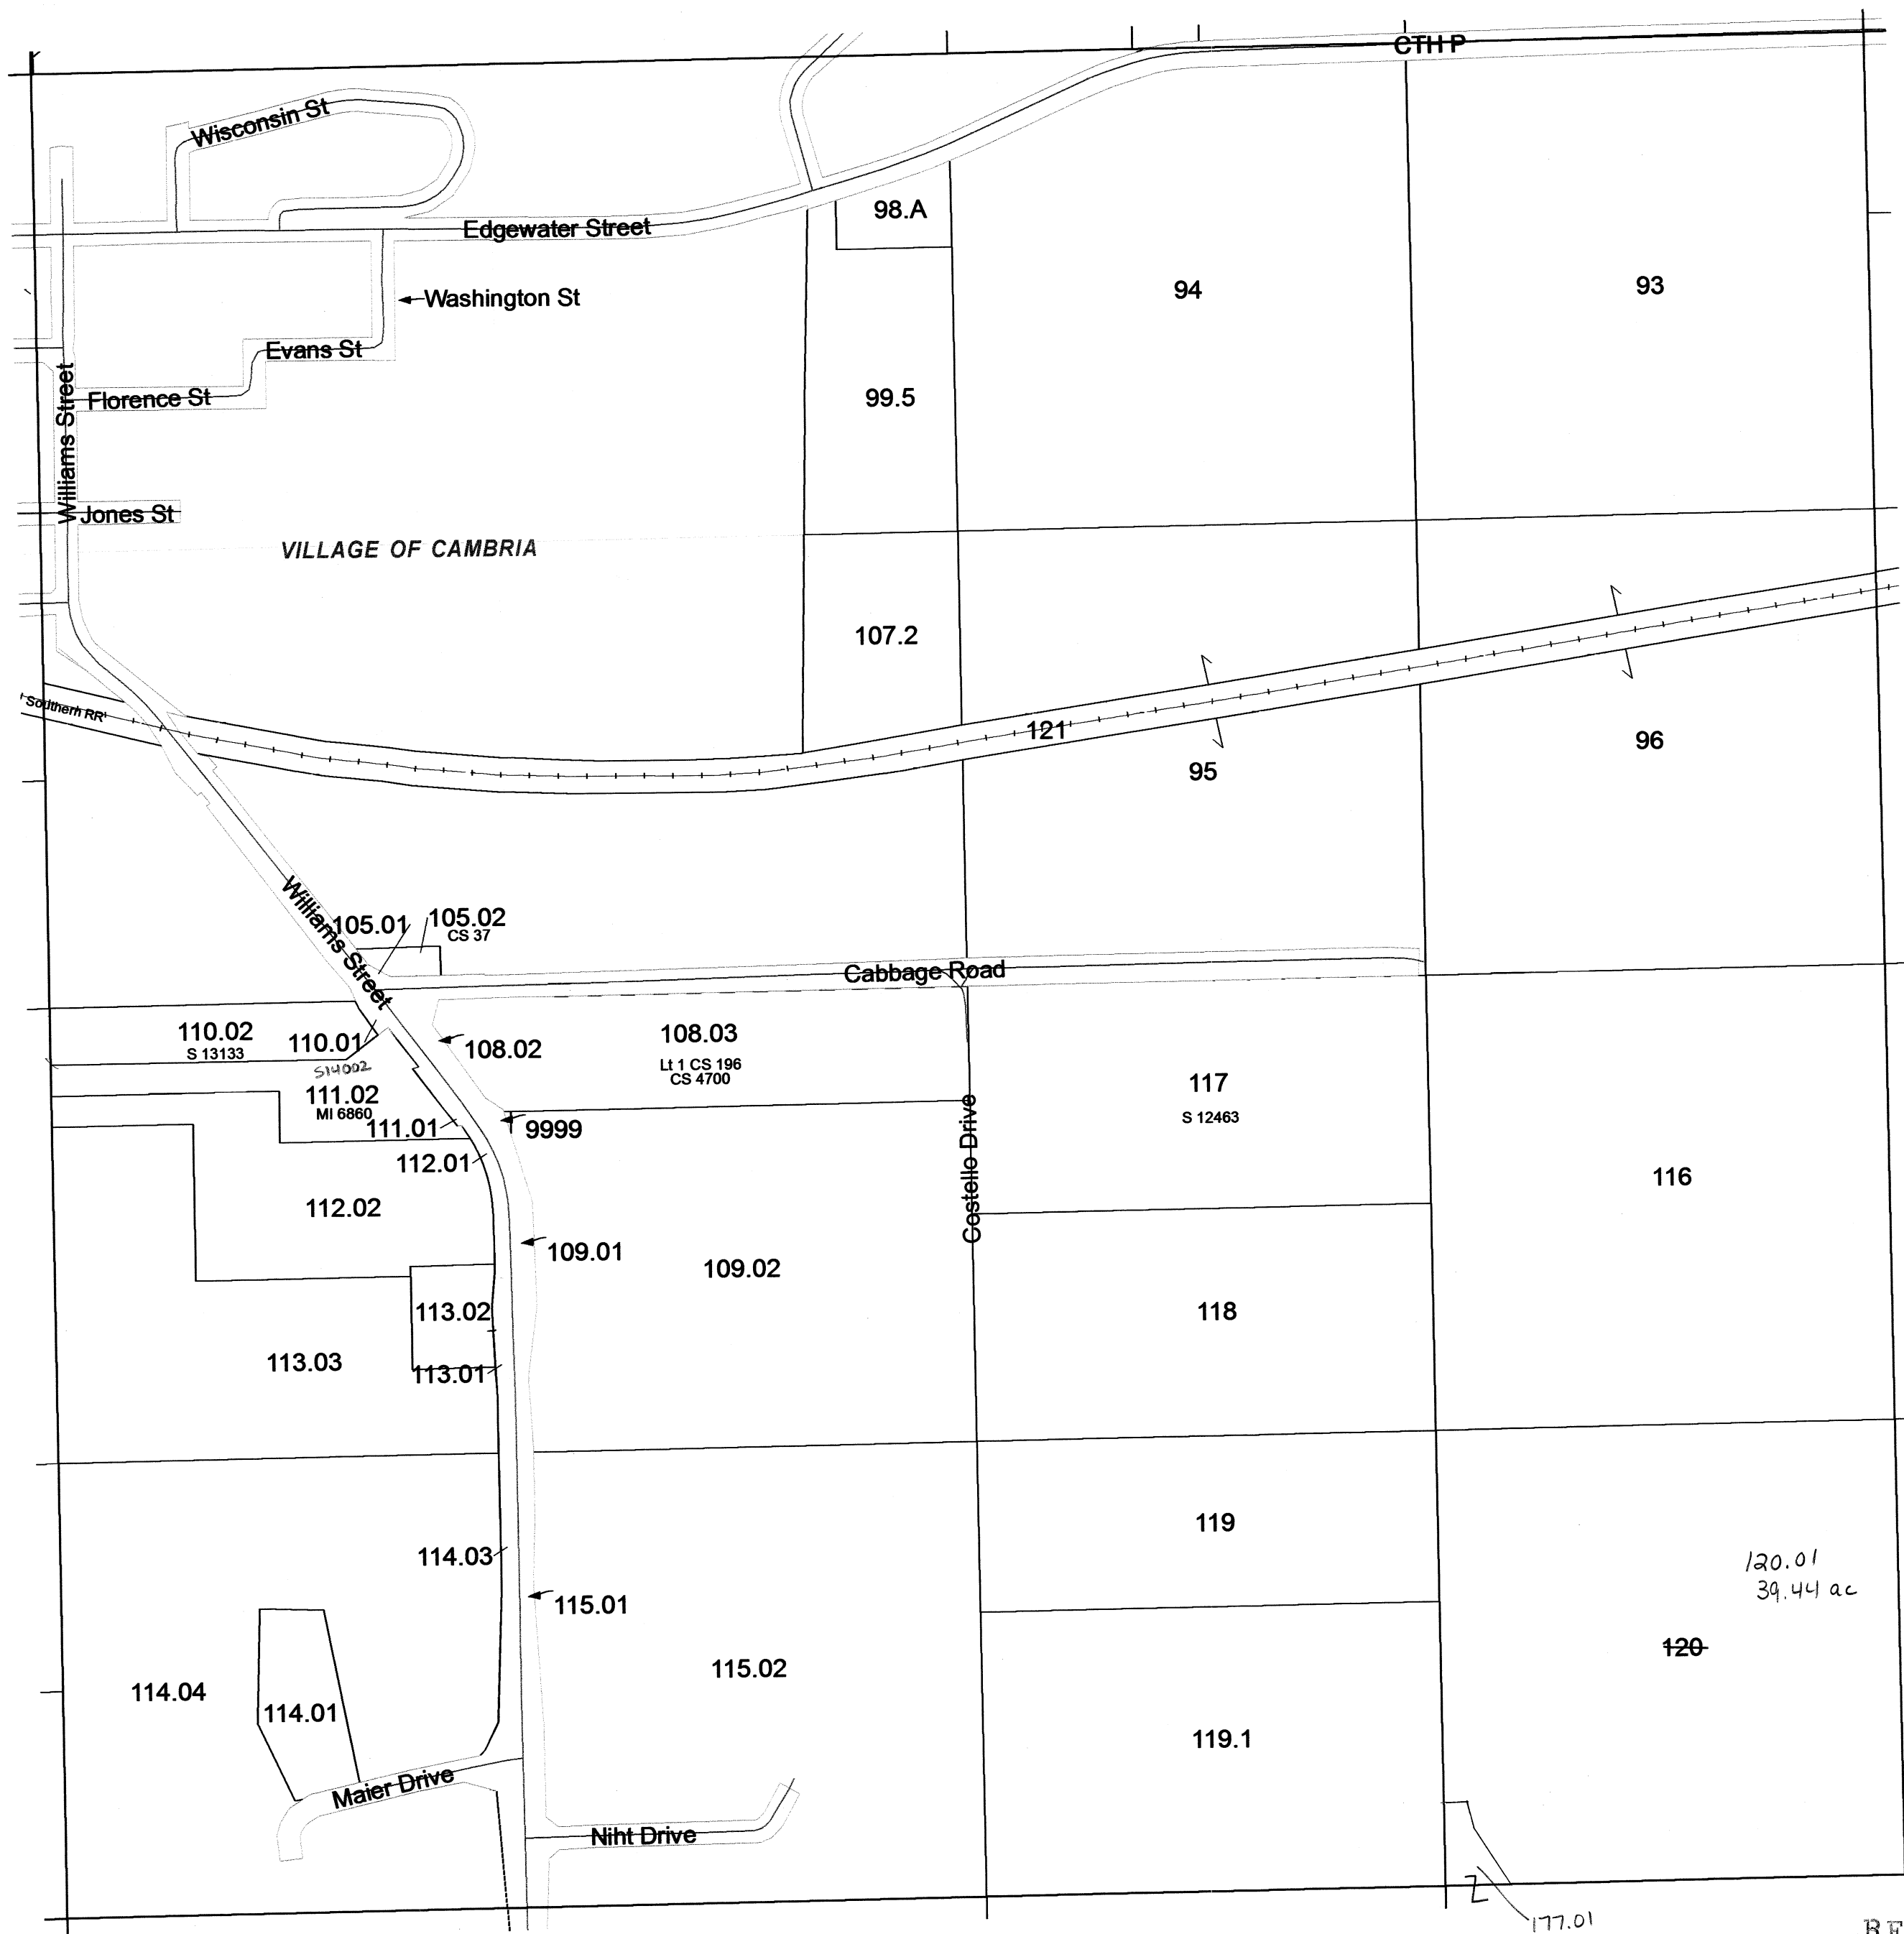 CTH P
Wisconsin St
98.A
Edgewater Street
94
93
Washington St
Evans St
Williams Street
Florence St
99.5
Jones St
VILLAGE OF CAMBRIA
107.2
Southern RR
121
96
95
Williams Street
105.01
105.02
CS 37
Cabbage Road
110.02
S 13133
110.01
S14002
108.02
108.03
Lt 1 CS 196
CS 4700
117
S 12463
111.02
MI 6860
111.01
9999
112.01
Costello Drive
116
112.02
109.01
109.02
113.02
118
113.03
113.01
119
114.03
120.01
39.44 ac
115.01
120
115.02
114.04
114.01
119.1
Maier Drive
Niht Drive
Z
177.01